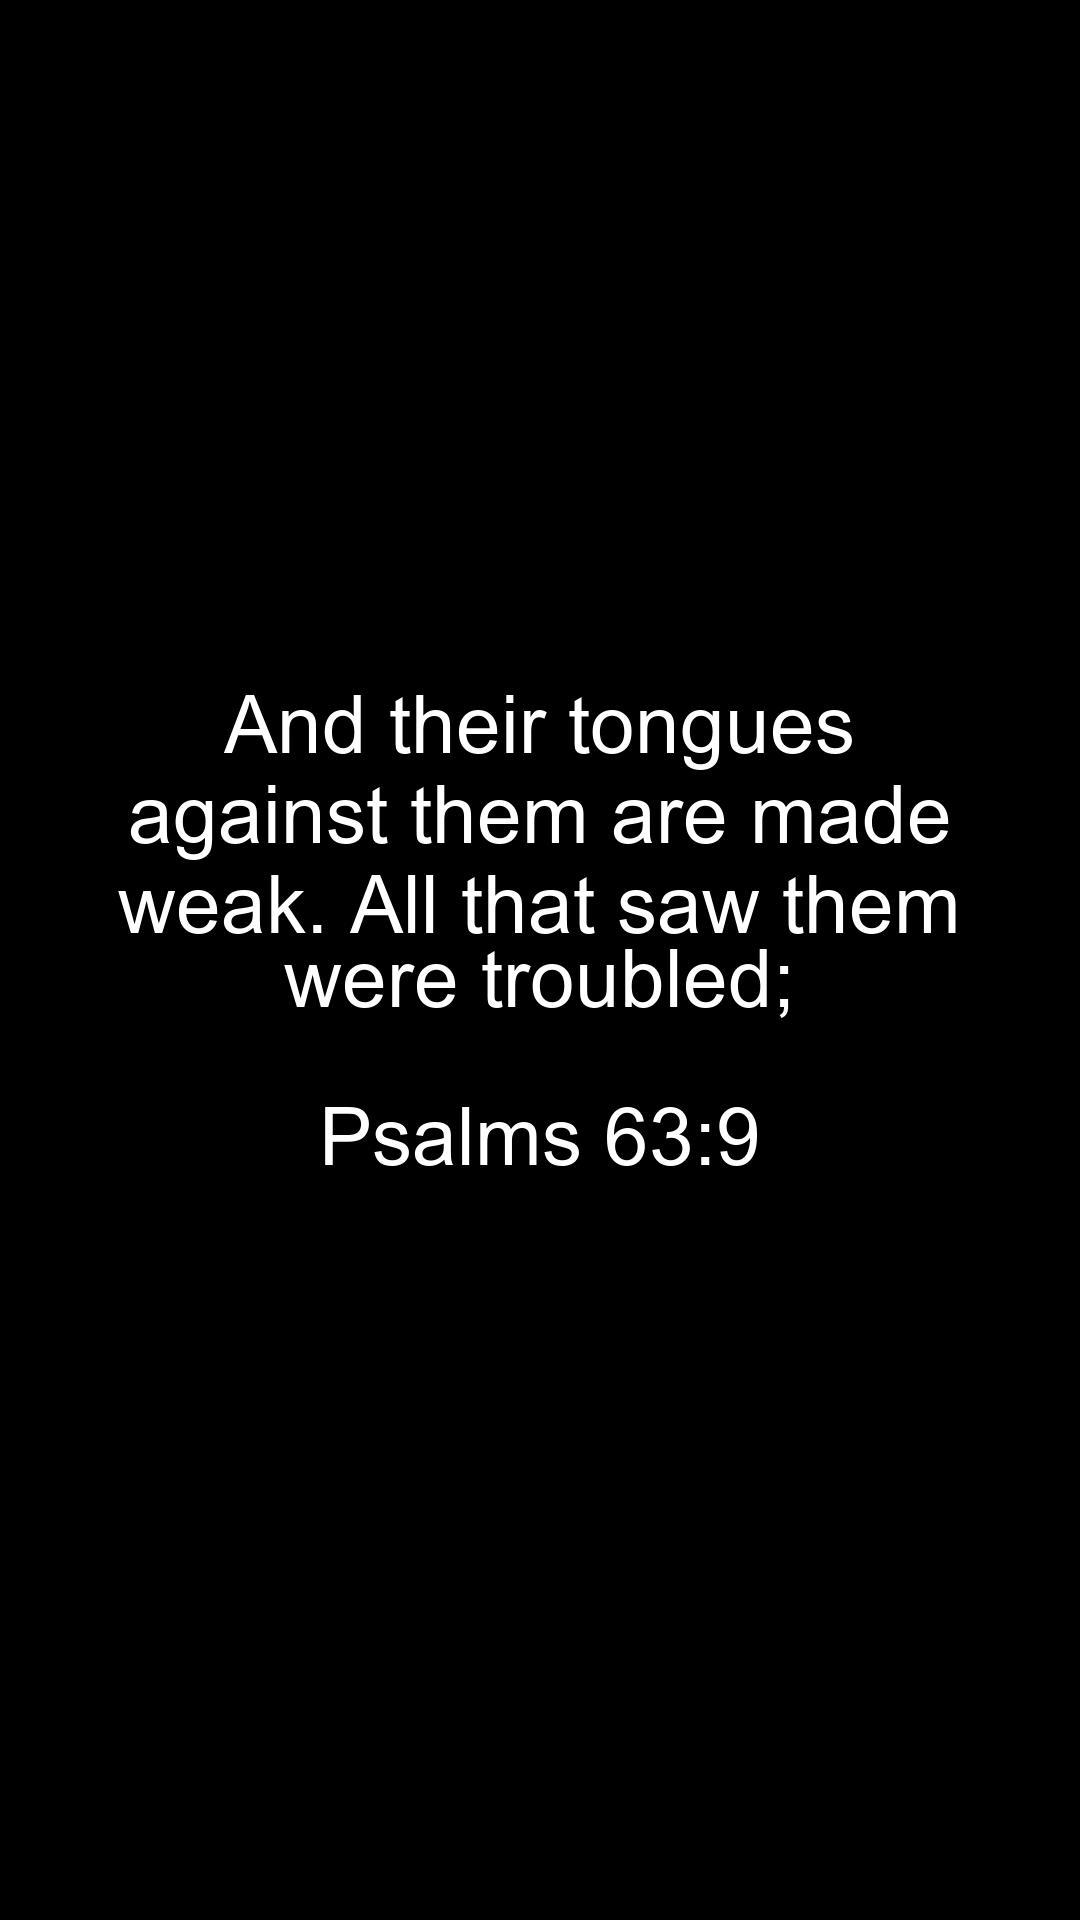 And their tongues
against them are made
weak. All that saw them
were troubled;
Psalms 63:9